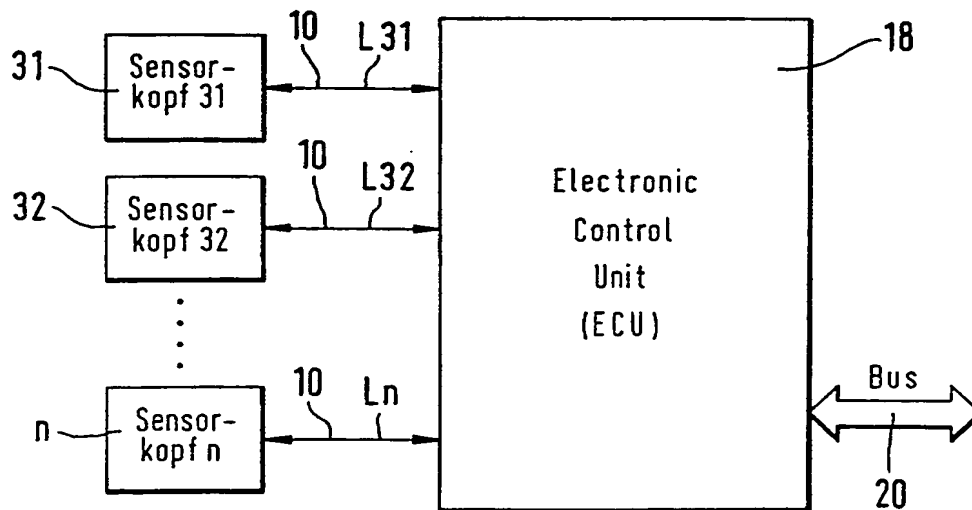 10
L31
18
31
Sensor-
kopf 31
10
L32
32
Sensor-
kopf 32
Electronic
Control
Unit
(ECU)
10
Ln
n
Sensor-
kopf n
Bus
20